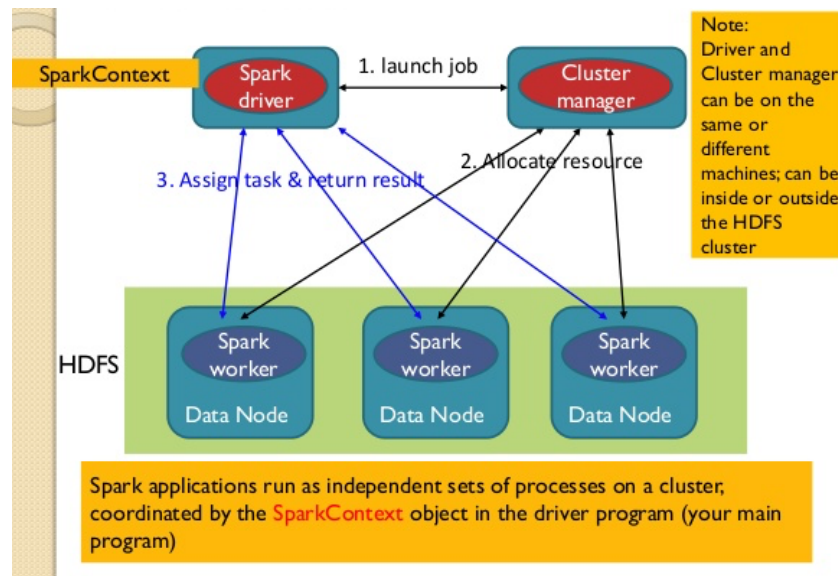 SparkContext
Spark
driver
1. launch job
Cluster
manager
Note:
Driver and
Cluster manager
can be on the
same or
different
machines; can be
inside or outside
the HDFS
cluster
2. Allocate resource
3. Assign task & return result
HDFS
Spark
worker
Data Node
Spark
worker
Data Node
Spark
worker
Data Node
Spark applications run as independent sets of processes on a cluster,
coordinated by the SparkContext object in the driver program (your main
program)